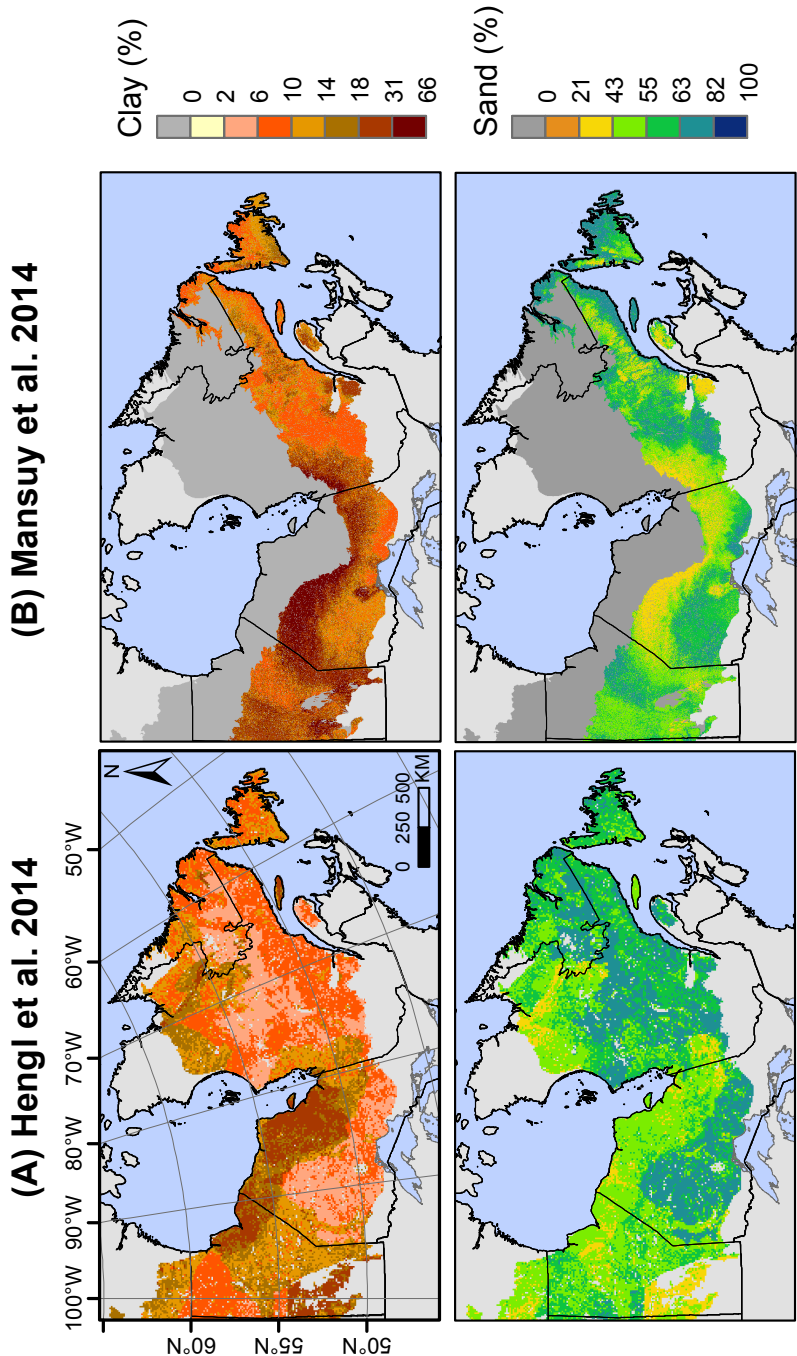 (A) Hengl et al. 2014
(B) Mansuy et al. 2014
100°W
90°W
80°W
70°W
60°W
50°W
60°N
55°N
50°N
N
0 250 500
KM
Clay (%)
0
2
6
10
14
18
31
66
Sand (%)
0
21
43
55
63
82
100